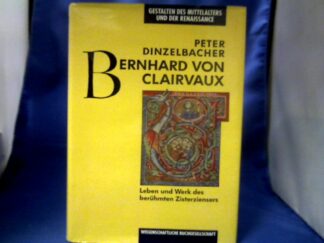 GESTALTEN DES MITTELALTERS
UND DER RENAISSANCE
PETER
DINZELBACHER
BERNHARD VON
CLAIRVAUX
Leben und Werk des
berühmten Zisterziensers
WISSENSCHAFTLICHE BUCHGESELLSCHAFT